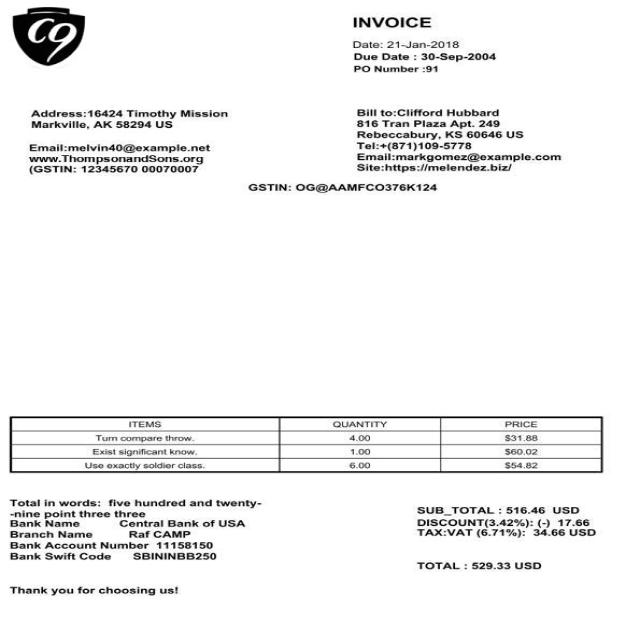 C9
INVOICE
Date: 21-Jan-2018
Due Date : 30-Sep-2004
PO Number :91
Address:16424 Timothy Mission
Markville, AK 58294 US
Email:melvin40@example.net
www.ThompsonandSons.org
(GSTIN: 12345670 00070007
Bill to:Clifford Hubbard
816 Tran Plaza Apt. 249
Rebeccabury, KS 60646 US
Tel:+(871)109-5778
Email:markgomez@example.com
Site:https://melendez.biz/
GSTIN: OG@AAMFCO376K124
ITEMS QUANTITY PRICE
Turn compare throw. 4.00 $31.88
Exist significant know. 1.00 $60.02
Use exactly soldier class. 6.00 $54.82
Total in words: five hundred and twenty-
-nine point three three
Bank Name Central Bank of USA
Branch Name Raf CAMP
Bank Account Number 11158150
Bank Swift Code SBININBB250
SUB_TOTAL : 516.46 USD
DISCOUNT(3.42%): (-) 17.66
TAX:VAT (6.71%): 34.66 USD
TOTAL : 529.33 USD
Thank you for choosing us!